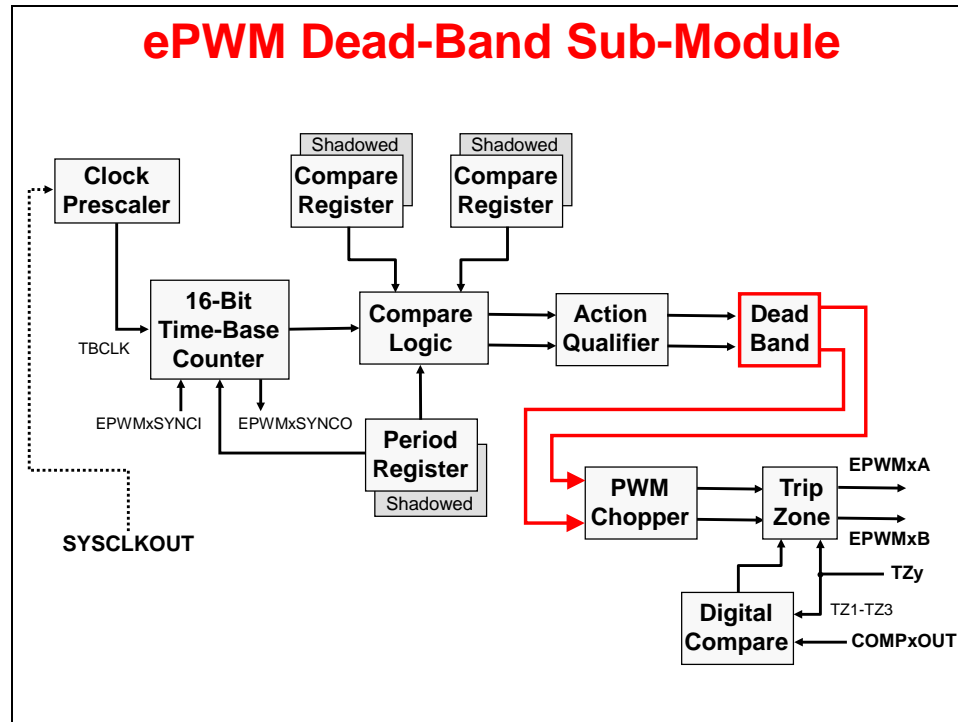 ePWM Dead-Band Sub-Module
Shadowed
Compare
Register
Shadowed
Compare
Register
Clock
Prescaler
16-Bit
Time-Base
Counter
Compare
Logic
Action
Qualifier
Dead
Band
TBCLK
EPWMxSYNCI
EPWMxSYNCO
Period
Register
Shadowed
PWM
Chopper
Trip
Zone
EPWMxA
EPWMxB
SYSCLKOUT
TZy
TZ1-TZ3
Digital
Compare
COMPxOUT